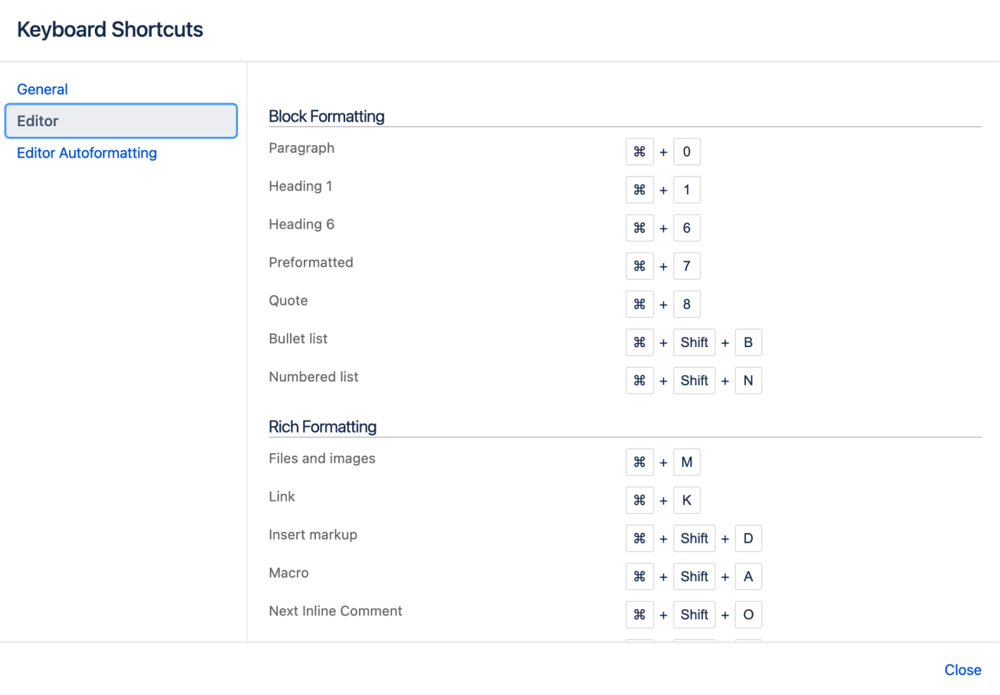 Keyboard Shortcuts
General
Editor
Editor Autoformatting
Block Formatting
Paragraph ⌘ + 0
Heading 1 ⌘ + 1
Heading 6 ⌘ + 6
Preformatted ⌘ + 7
Quote ⌘ + 8
Bullet list ⌘ + Shift + B
Numbered list ⌘ + Shift + N
Rich Formatting
Files and images ⌘ + M
Link ⌘ + K
Insert markup ⌘ + Shift + D
Macro ⌘ + Shift + A
Next Inline Comment ⌘ + Shift + O
Close